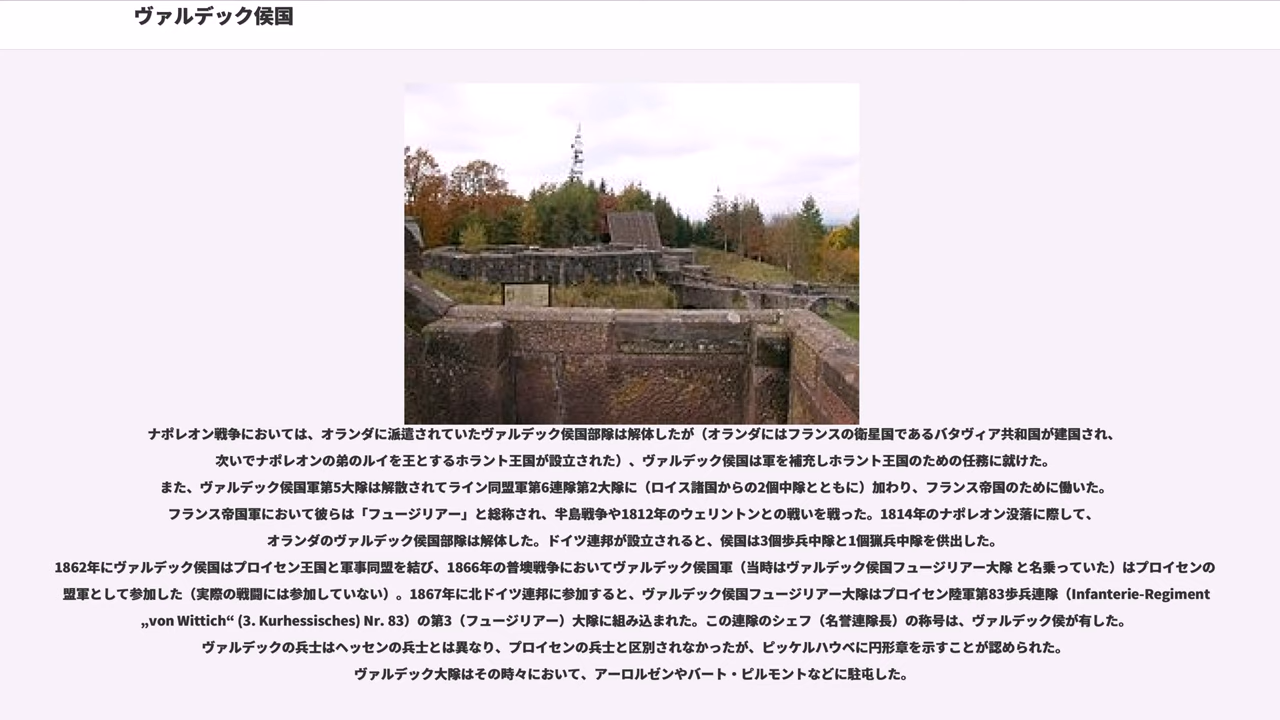 ヴァルデック侯国
ナポレオン戦争においては、オランダに派遣されていたヴァルデック侯国部隊は解体したが（オランダにはフランスの衛星国であるバタヴィア共和国が建国され、
次いでナポレオンの弟のルイを王とするホラント王国が設立された）、ヴァルデック侯国は軍を補充しホラント王国のための任務に就けた。
また、ヴァルデック侯国軍第5大隊は解散されてライン同盟軍第6連隊第2大隊に（ロイス諸国からの2個中隊とともに）加わり、フランス帝国のために働いた。
フランス帝国軍において彼らは「フュージリアー」と総称され、半島戦争や1812年のウェリントンとの戦いを戦った。1814年のナポレオン没落に際して、
オランダのヴァルデック侯国部隊は解体した。ドイツ連邦が設立されると、侯国は3個歩兵中隊と1個猟兵中隊を供出した。
1862年にヴァルデック侯国はプロイセン王国と軍事同盟を結び、1866年の普墺戦争においてヴァルデック侯国軍（当時はヴァルデック侯国フュージリアー大隊 と名乗っていた）はプロイセンの
盟軍として参加した（実際の戦闘には参加していない）。1867年に北ドイツ連邦に参加すると、ヴァルデック侯国フュージリアー大隊はプロイセン陸軍第83歩兵連隊（Infanterie-Regiment
„von Wittich“ (3. Kurhessisches) Nr. 83）の第3（フュージリアー）大隊に組み込まれた。この連隊のシェフ（名誉連隊長）の称号は、ヴァルデック侯が有した。
ヴァルデックの兵士はヘッセンの兵士とは異なり、プロイセンの兵士と区別されなかったが、ピッケルハウベに円形章を示すことが認められた。
ヴァルデック大隊はその時々において、アーロルゼンやバート・ピルモントなどに駐屯した。